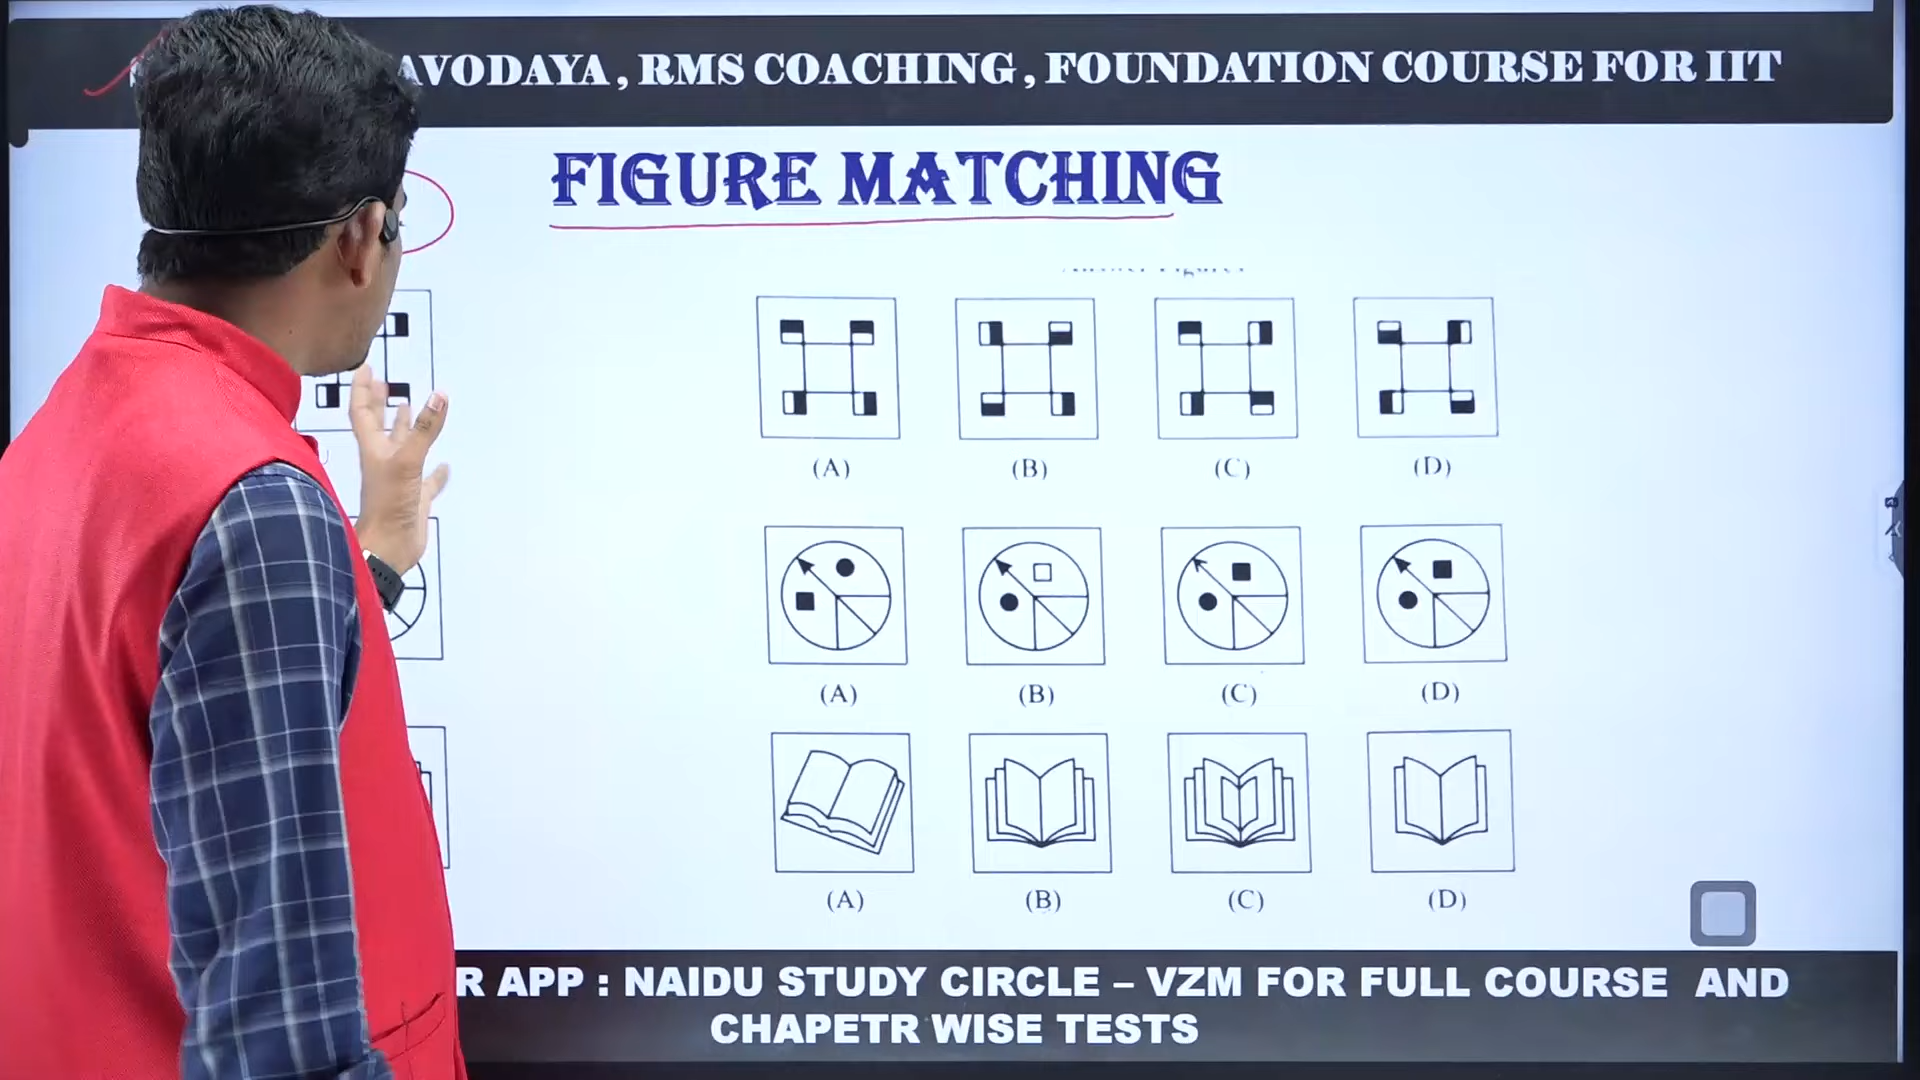 AVODAYA , RMS COACHING , FOUNDATION COURSE FOR IIT
FIGURE MATCHING
(A) (B) (C) (D)
(A) (B) (C) (D)
(A) (B) (C) (D)
R APP : NAIDU STUDY CIRCLE – VZM FOR FULL COURSE AND
CHAPETR WISE TESTS